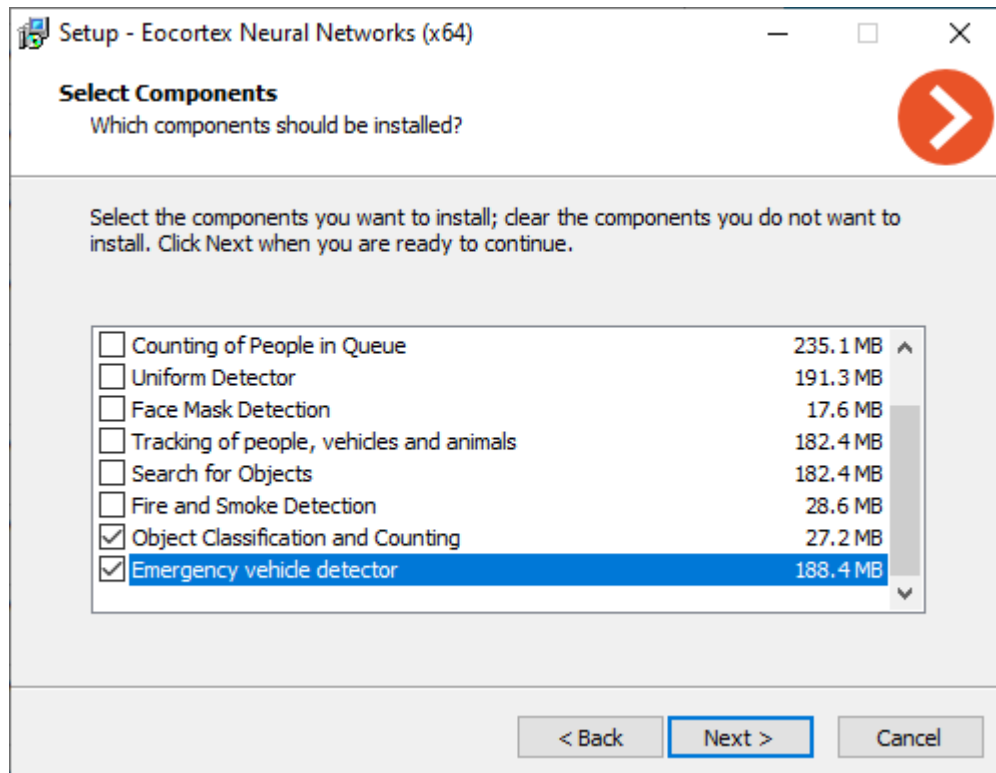 Setup - Eocortex Neural Networks (x64)
Select Components
Which components should be installed?
Select the components you want to install; clear the components you do not want to
install. Click Next when you are ready to continue.
Counting of People in Queue 235.1 MB
Uniform Detector 191.3 MB
Face Mask Detection 17.6 MB
Tracking of people, vehicles and animals 182.4 MB
Search for Objects 182.4 MB
Fire and Smoke Detection 28.6 MB
Object Classification and Counting 27.2 MB
Emergency vehicle detector 188.4 MB
< Back Next > Cancel